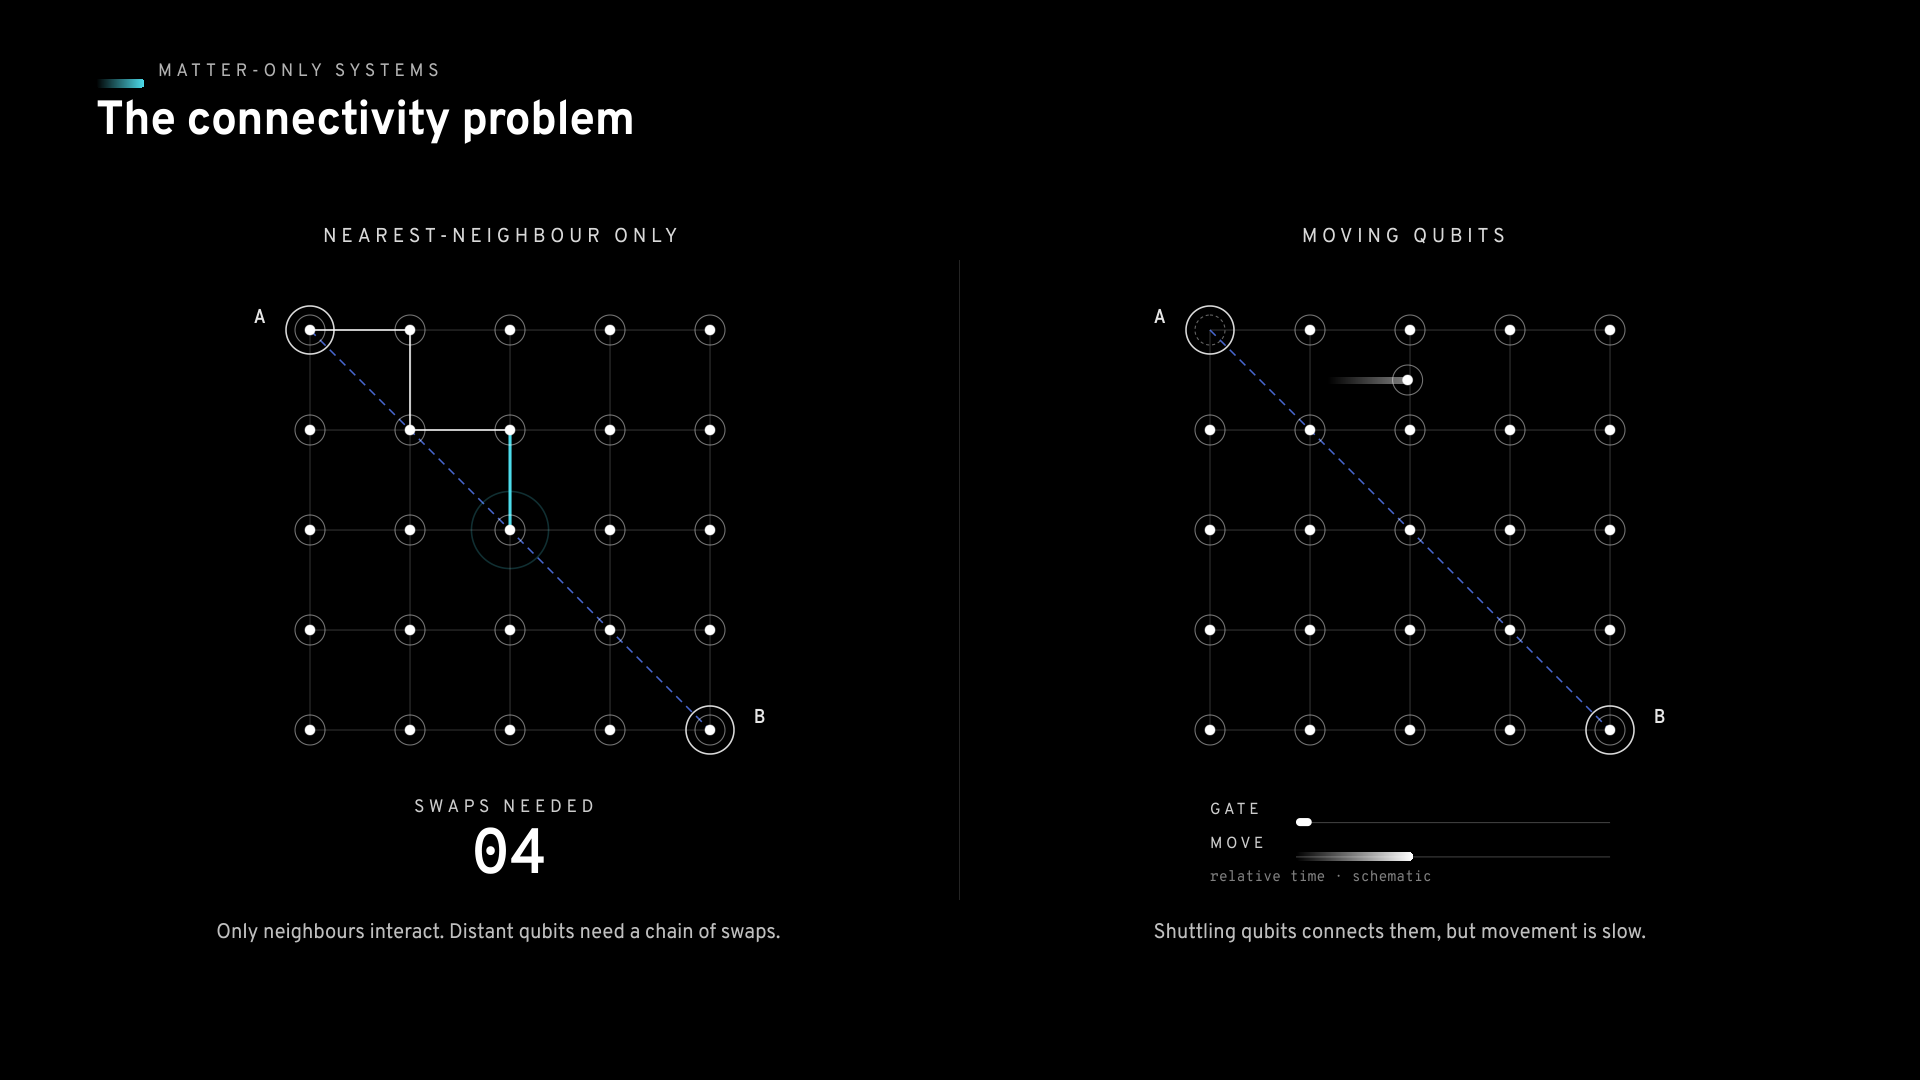 MATTER-ONLY SYSTEMS
The connectivity problem
NEAREST-NEIGHBOUR ONLY
A
B
SWAPS NEEDED
04
Only neighbours interact. Distant qubits need a chain of swaps.
MOVING QUBITS
A
B
GATE
MOVE
relative time · schematic
Shuttling qubits connects them, but movement is slow.